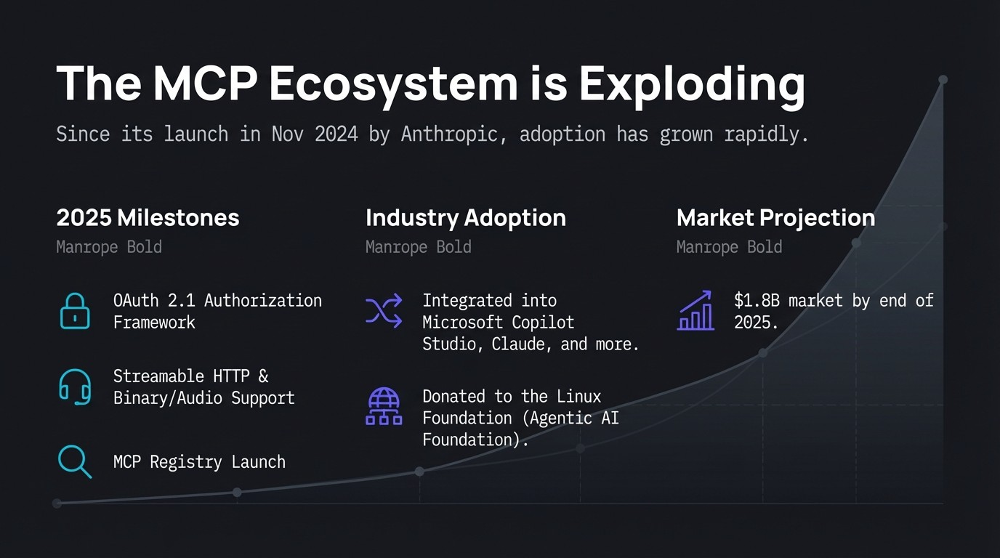 The MCP Ecosystem is Exploding
Since its launch in Nov 2024 by Anthropic, adoption has grown rapidly.
2025 Milestones
Manrope Bold
OAuth 2.1 Authorization
Framework
Streamable HTTP &
Binary/Audio Support
MCP Registry Launch
Industry Adoption
Manrope Bold
Integrated into
Microsoft Copilot
Studio, Claude, and more.
Donated to the Linux
Foundation (Agentic AI
Foundation).
Market Projection
Manrope Bold
$1.8B market by end of
2025.